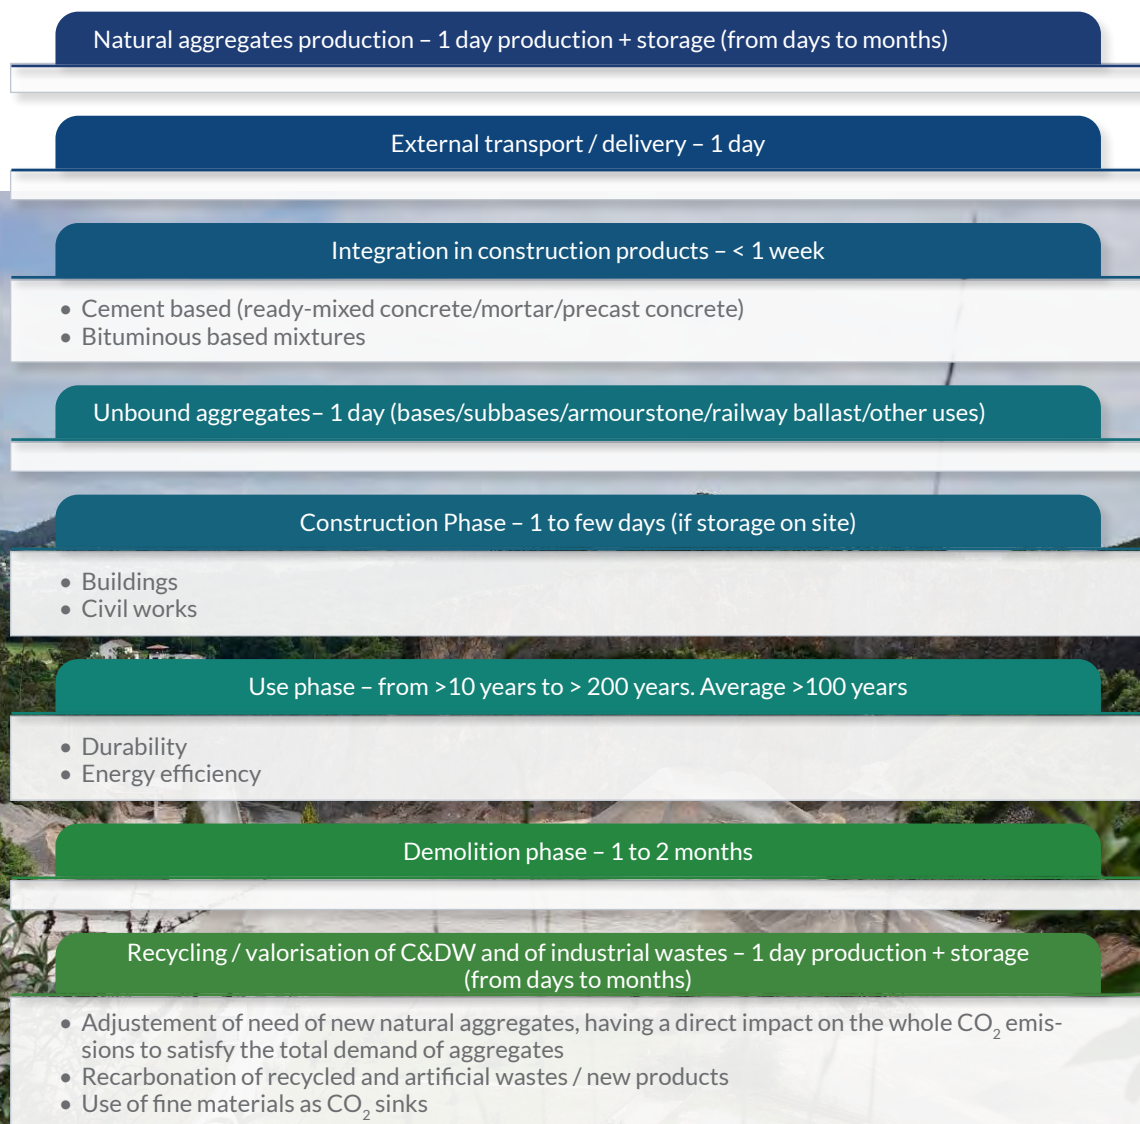 Natural aggregates production – 1 day production + storage (from days to months)
External transport / delivery – 1 day
Integration in construction products – < 1 week
• Cement based (ready-mixed concrete/mortar/precast concrete)
• Bituminous based mixtures
Unbound aggregates– 1 day (bases/subbases/armourstone/railway ballast/other uses)
Construction Phase – 1 to few days (if storage on site)
• Buildings
• Civil works
Use phase – from >10 years to > 200 years. Average >100 years
• Durability
• Energy efficiency
Demolition phase – 1 to 2 months
Recycling / valorisation of C&DW and of industrial wastes – 1 day production + storage
(from days to months)
• Adjustement of need of new natural aggregates, having a direct impact on the whole CO₂ emis-
sions to satisfy the total demand of aggregates
• Recarbonation of recycled and artificial wastes / new products
• Use of fine materials as CO₂ sinks